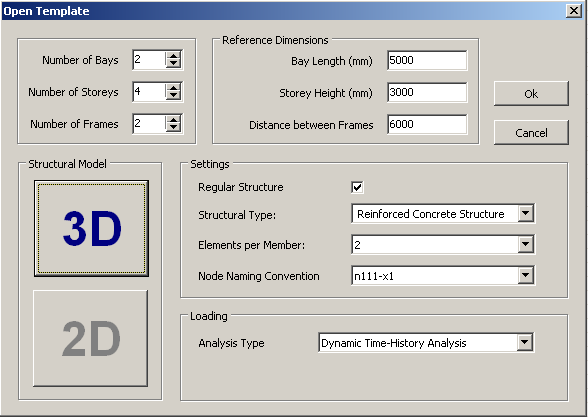 Open Template
Number of Bays 2
Number of Storeys 4
Number of Frames 2
Reference Dimensions
Bay Length (mm) 5000
Storey Height (mm) 3000
Distance between Frames 6000
Ok
Cancel
Structural Model
3D
2D
Settings
Regular Structure
Structural Type: Reinforced Concrete Structure
Elements per Member: 2
Node Naming Convention n111-x1
Loading
Analysis Type Dynamic Time-History Analysis